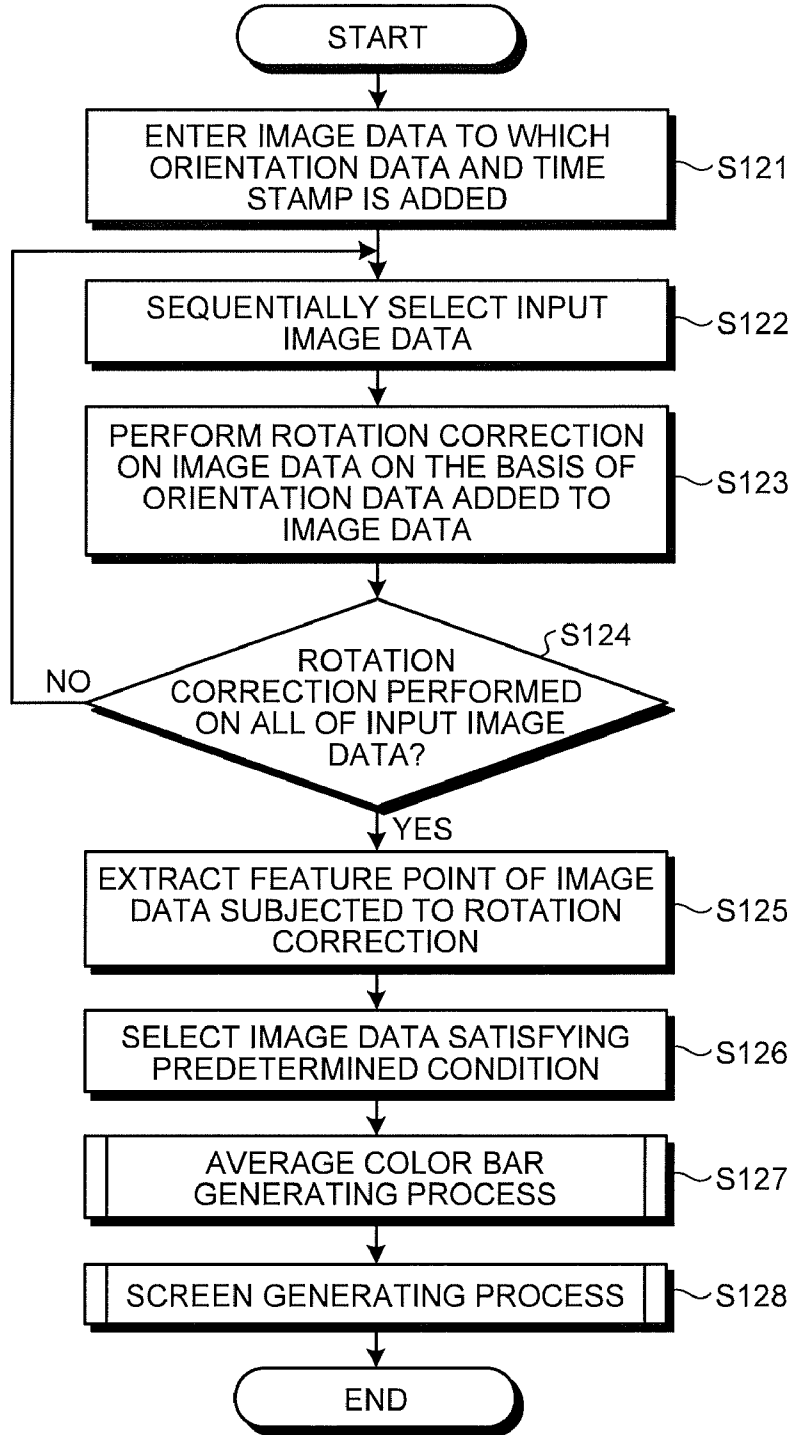 START
ENTER IMAGE DATA TO WHICH
ORIENTATION DATA AND TIME
STAMP IS ADDED
S121
SEQUENTIALLY SELECT INPUT
IMAGE DATA
S122
PERFORM ROTATION CORRECTION
ON IMAGE DATA ON THE BASIS OF
ORIENTATION DATA ADDED TO
IMAGE DATA
S123
S124
ROTATION
CORRECTION PERFORMED
ON ALL OF INPUT IMAGE
DATA?
NO
YES
EXTRACT FEATURE POINT OF IMAGE
DATA SUBJECTED TO ROTATION
CORRECTION
S125
SELECT IMAGE DATA SATISFYING
PREDETERMINED CONDITION
S126
AVERAGE COLOR BAR
GENERATING PROCESS
S127
SCREEN GENERATING PROCESS
S128
END